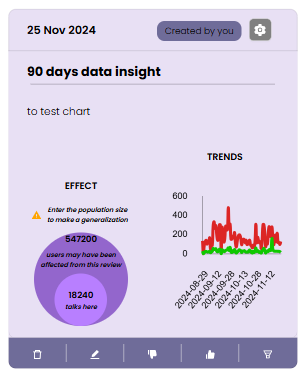 25 Nov 2024
Created by you
90 days data insight
to test chart
EFFECT
Enter the population size
to make a generalization
547200
users may have been
affected from this review
18240
talks here
TRENDS
600
400
200
0
2024-08-29
2024-09-12
2024-09-28
2024-10-13
2024-10-28
2024-11-12